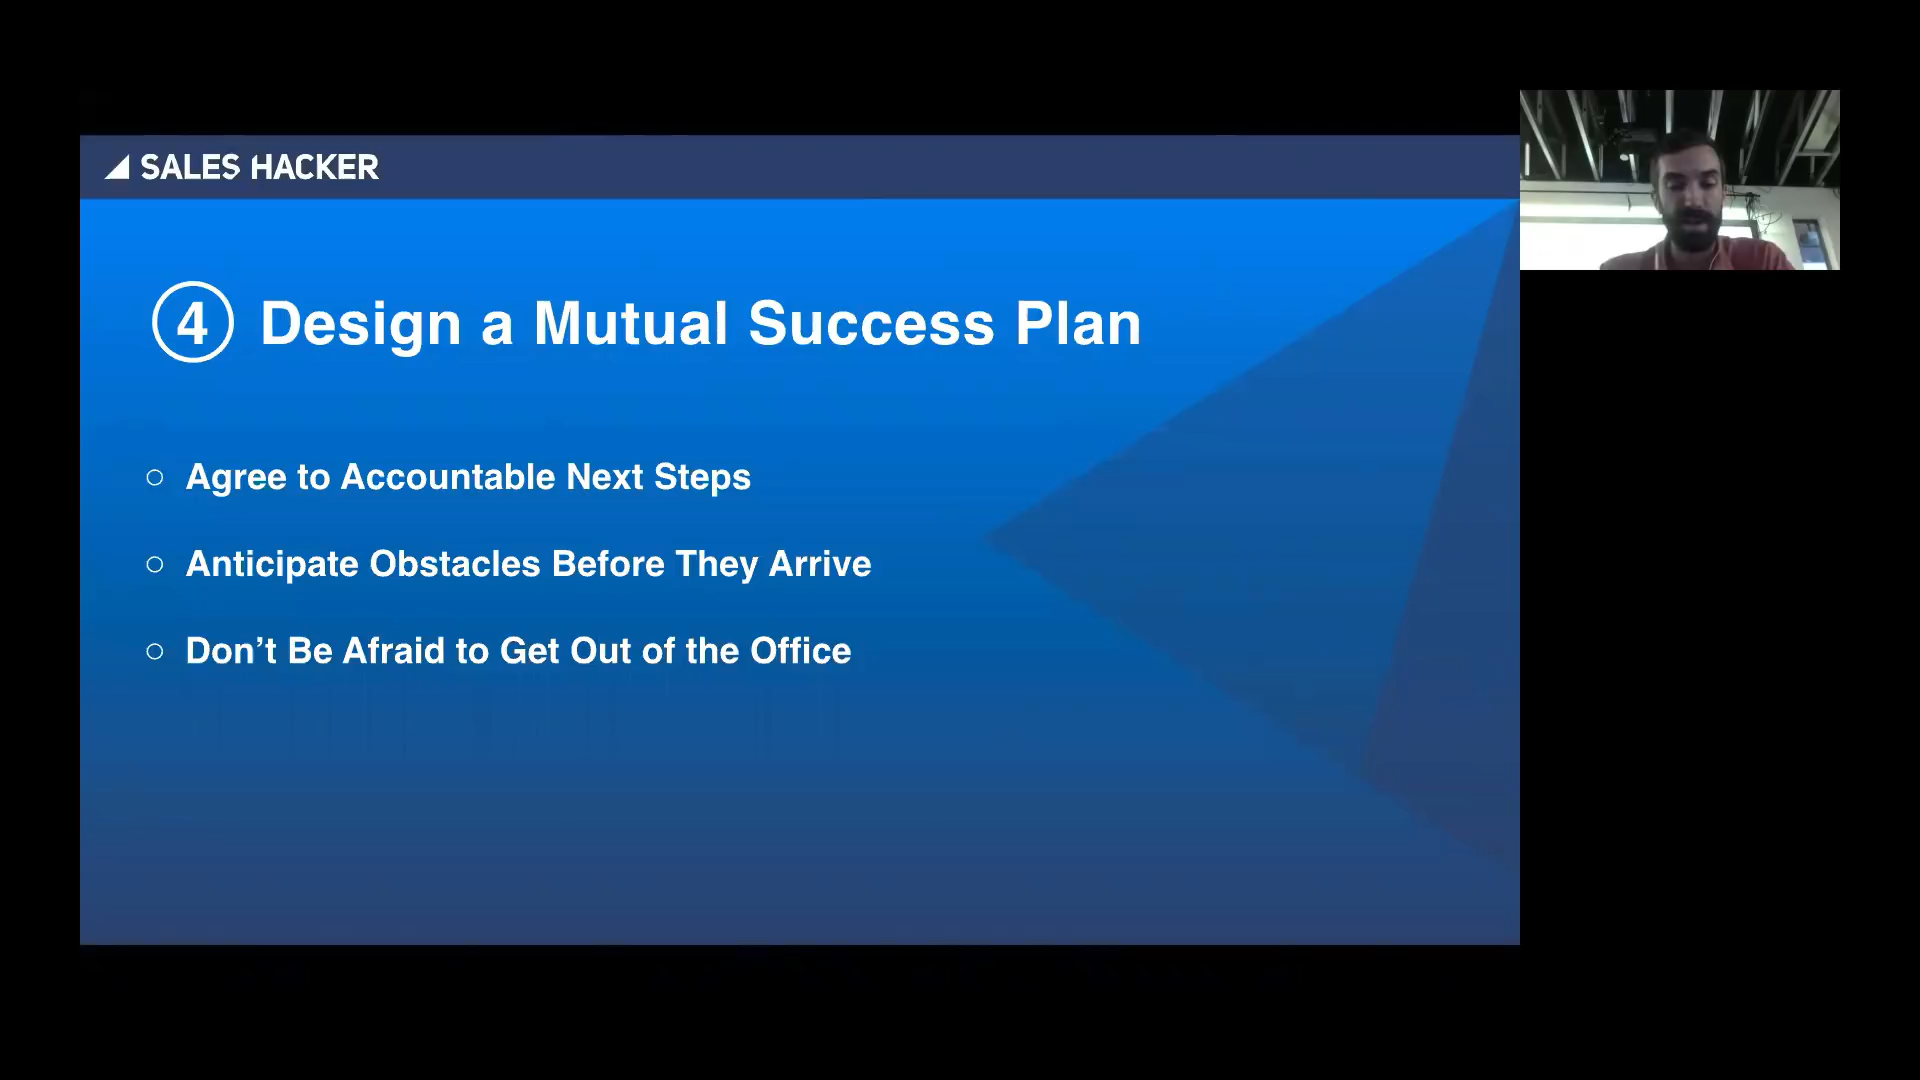 SALES HACKER
4 Design a Mutual Success Plan
○ Agree to Accountable Next Steps
○ Anticipate Obstacles Before They Arrive
○ Don’t Be Afraid to Get Out of the Office